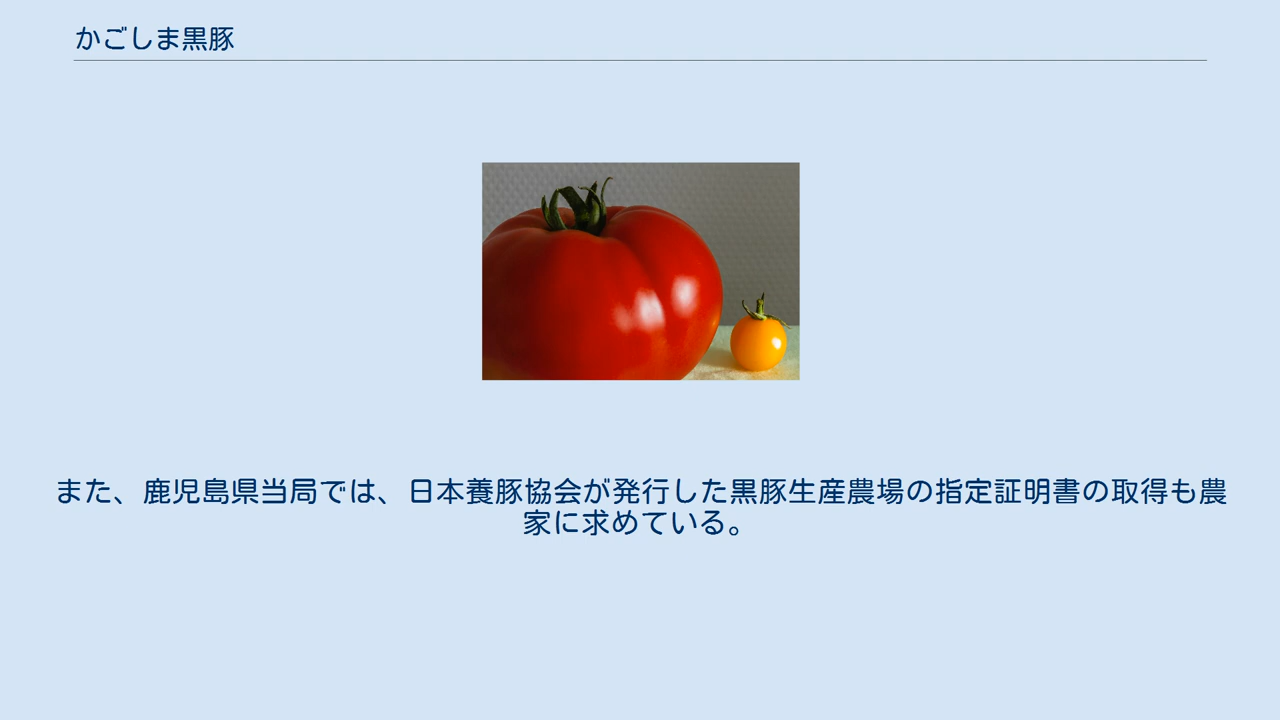 かごしま黒豚
また、鹿児島県当局では、日本養豚協会が発行した黒豚生産農場の指定証明書の取得も農
家に求めている。